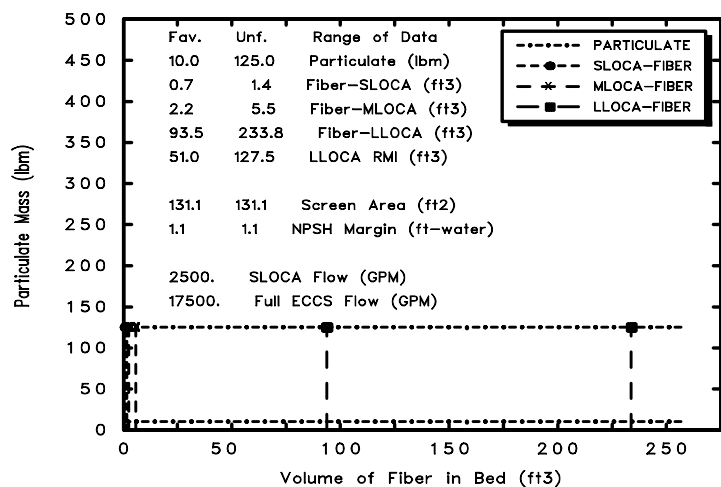 Fav. Unf. Range of Data
10.0 125.0 Particulate (lbm)
0.7 1.4 Fiber-SLOCA (ft3)
2.2 5.5 Fiber-MLOCA (ft3)
93.5 233.8 Fiber-LLOCA (ft3)
51.0 127.5 LLOCA RMI (ft3)
131.1 131.1 Screen Area (ft2)
1.1 1.1 NPSH Margin (ft-water)
2500. SLOCA Flow (GPM)
17500. Full ECCS Flow (GPM)
PARTICULATE
SLOCA-FIBER
MLOCA-FIBER
LLOCA-FIBER
Particulate Mass (lbm)
500
450
400
350
300
250
200
150
100
50
0
0 50 100 150 200 250
Volume of Fiber in Bed (ft3)